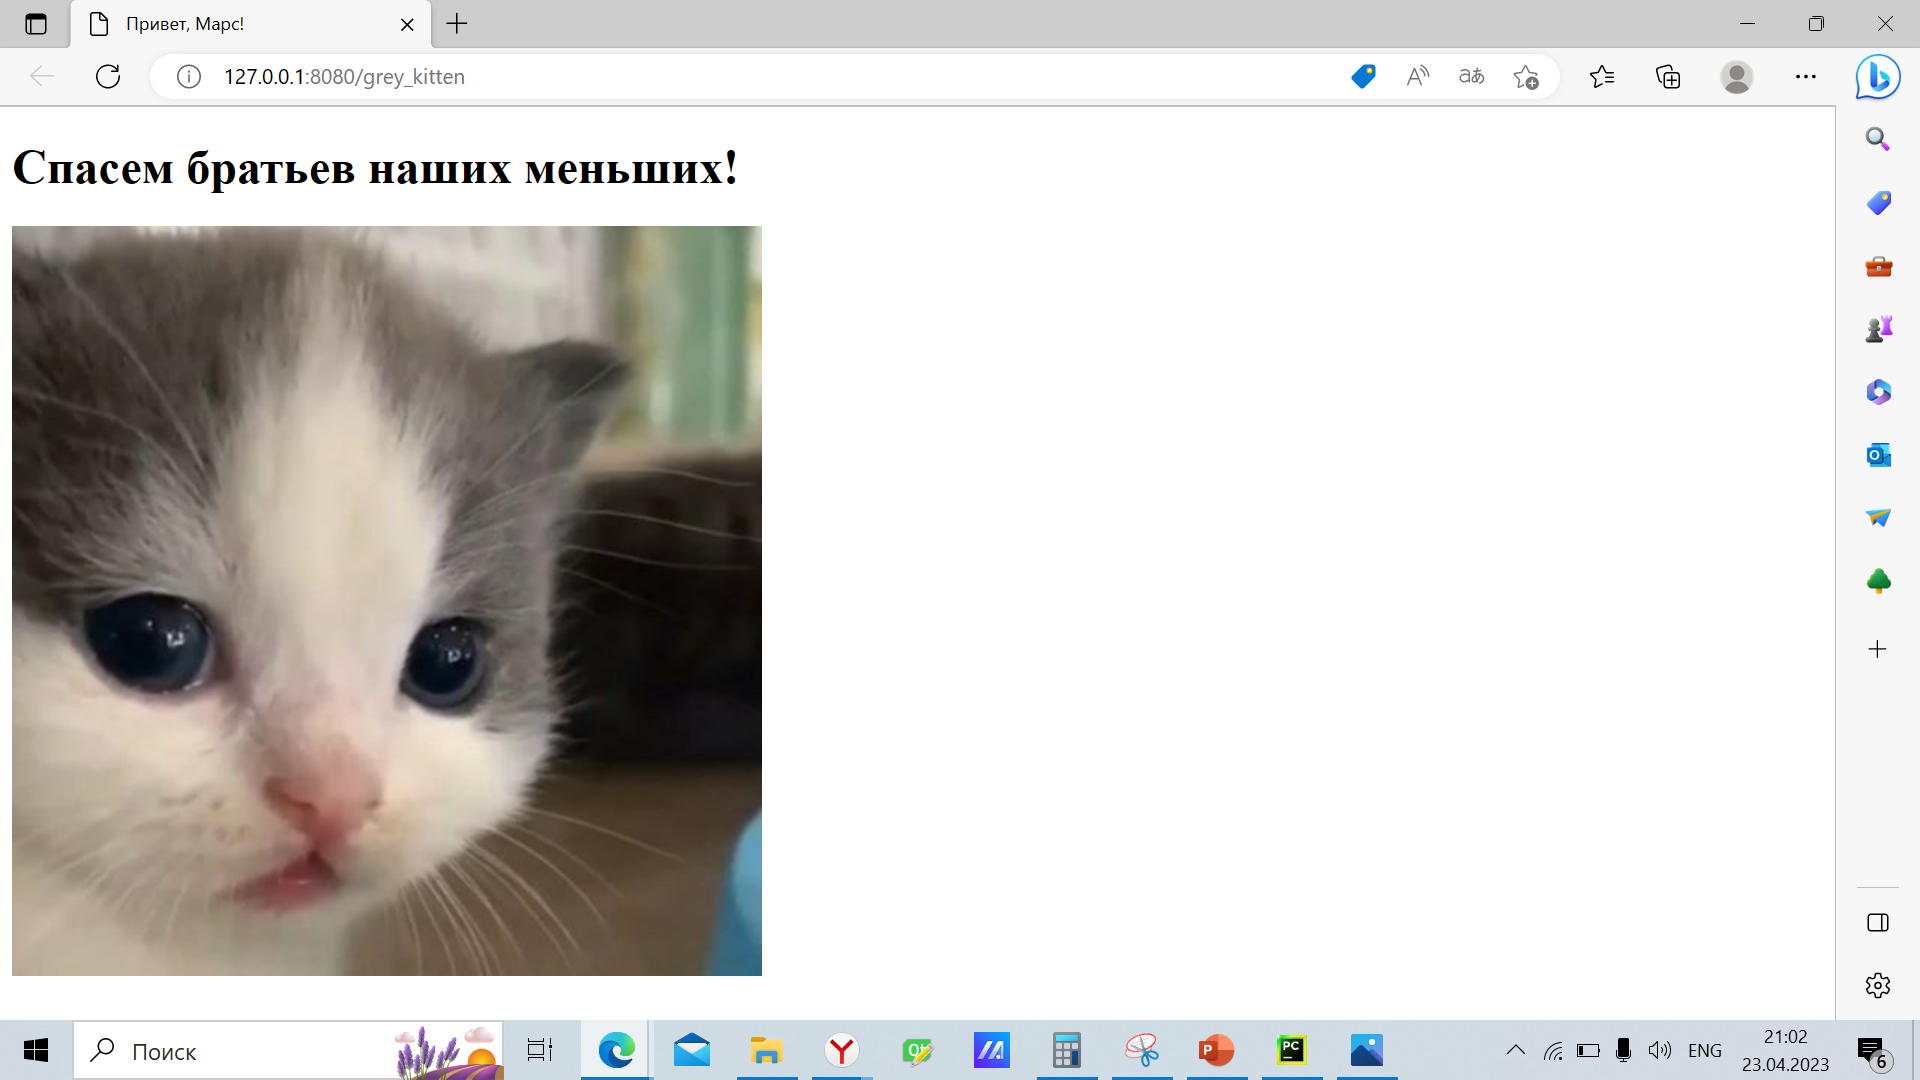 Привет, Марс!
127.0.0.1:8080/grey_kitten
Спасем братьев наших меньших!
Поиск
ENG
21:02
23.04.2023
6